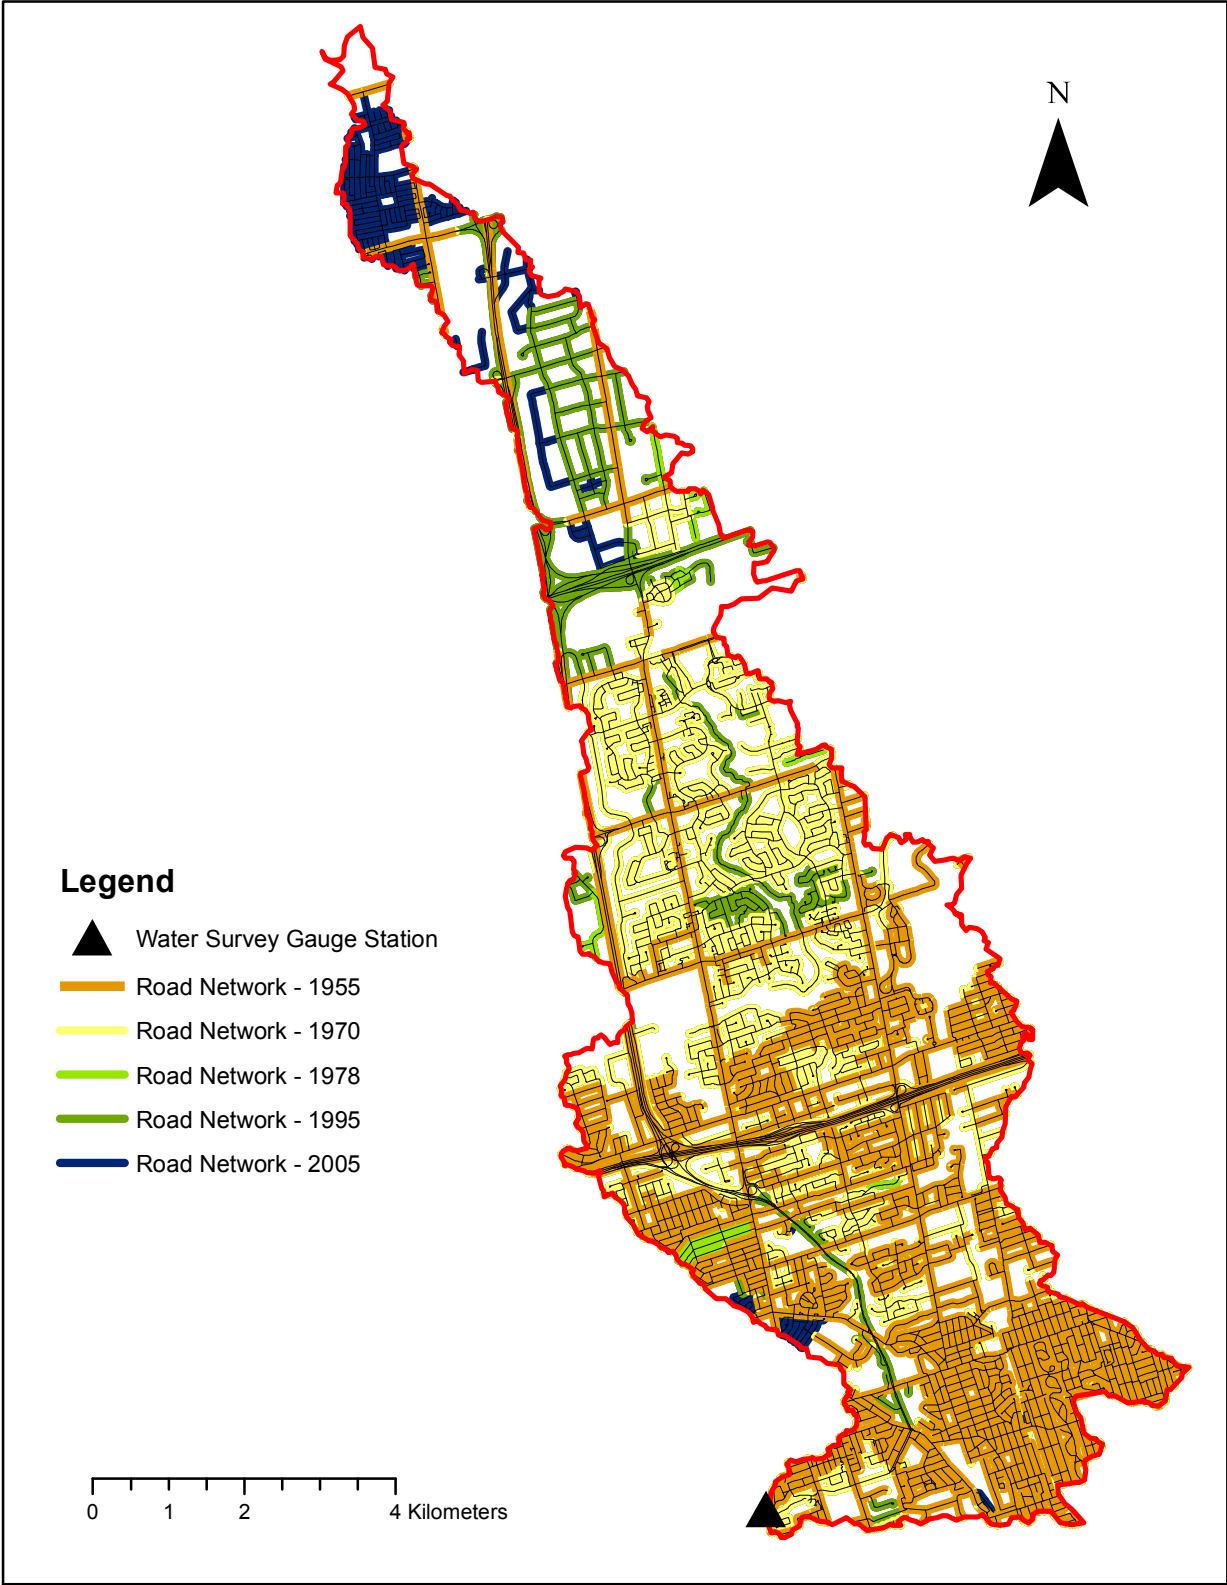 N
Legend
Water Survey Gauge Station
Road Network - 1955
Road Network - 1970
Road Network - 1978
Road Network - 1995
Road Network - 2005
0 1 2 4 Kilometers